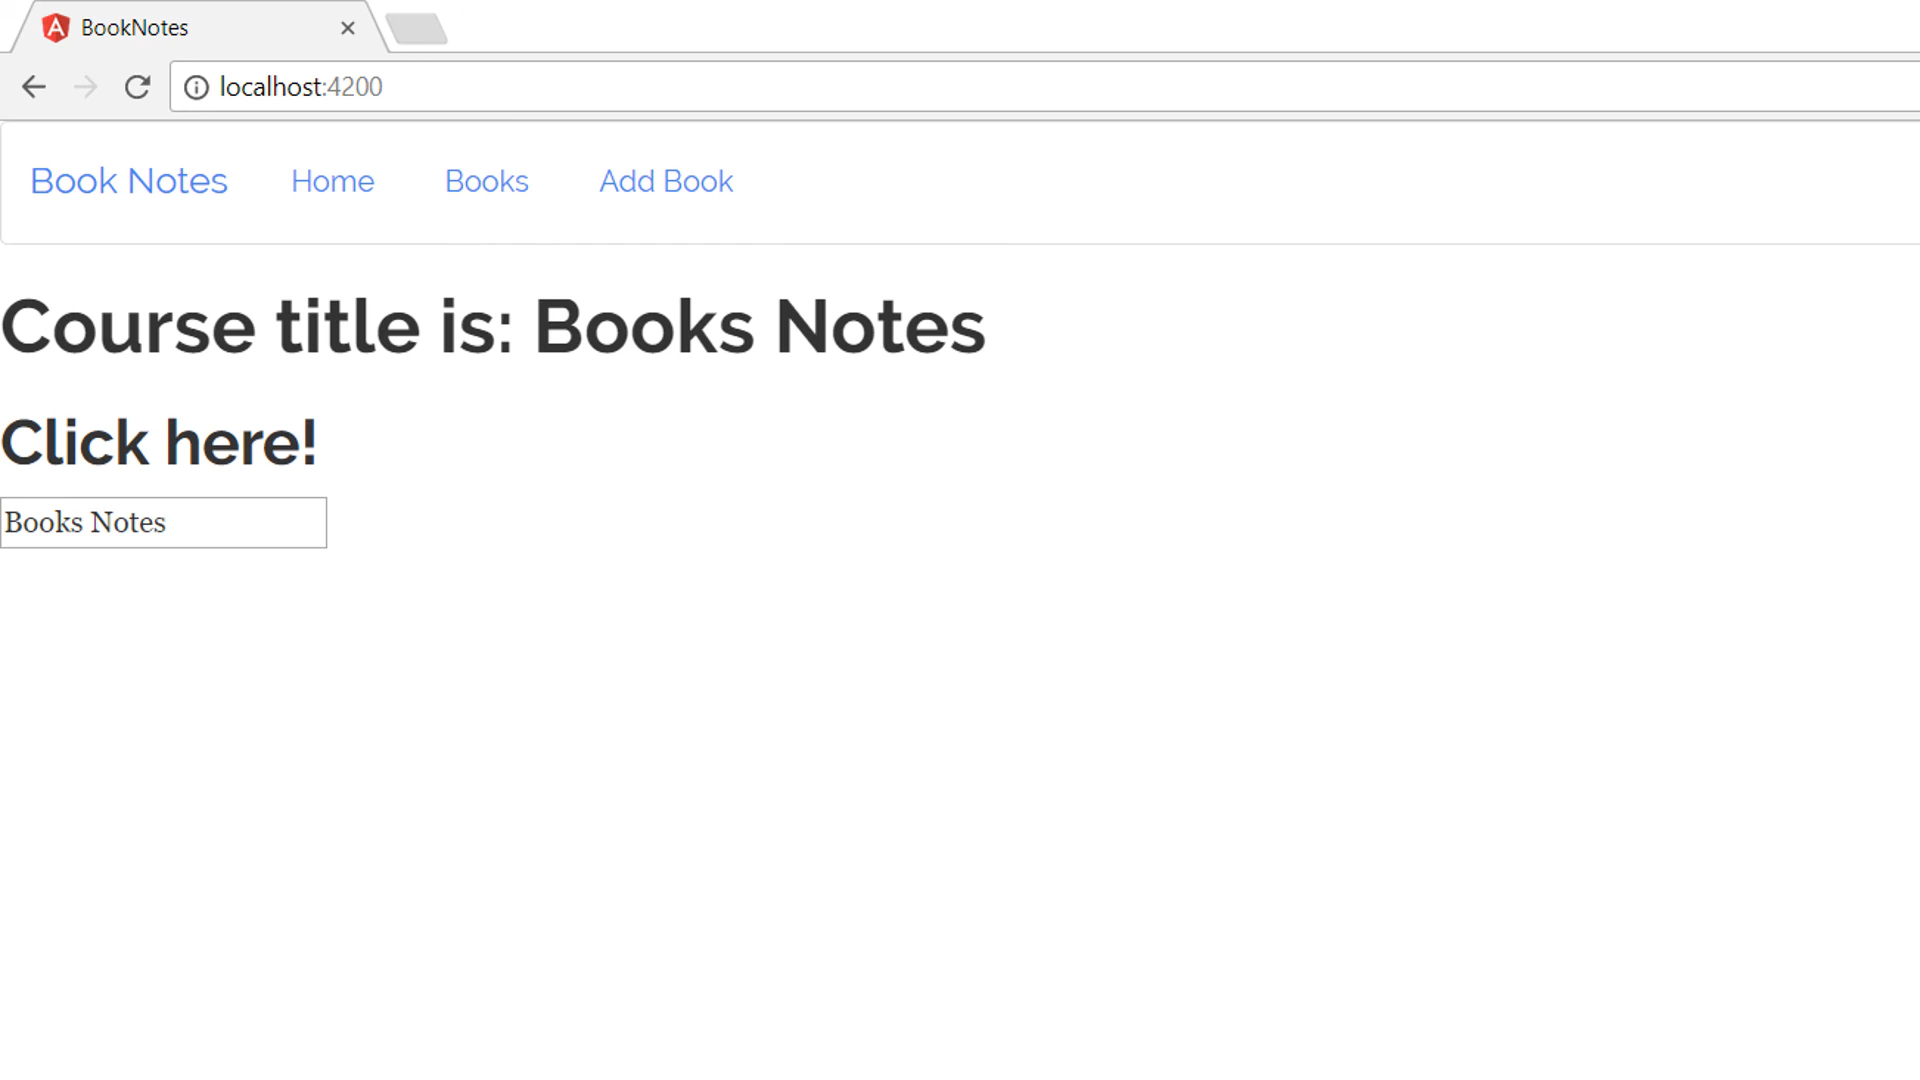 BookNotes
localhost:4200
Book Notes Home Books Add Book
Course title is: Books Notes
Click here!
Books Notes